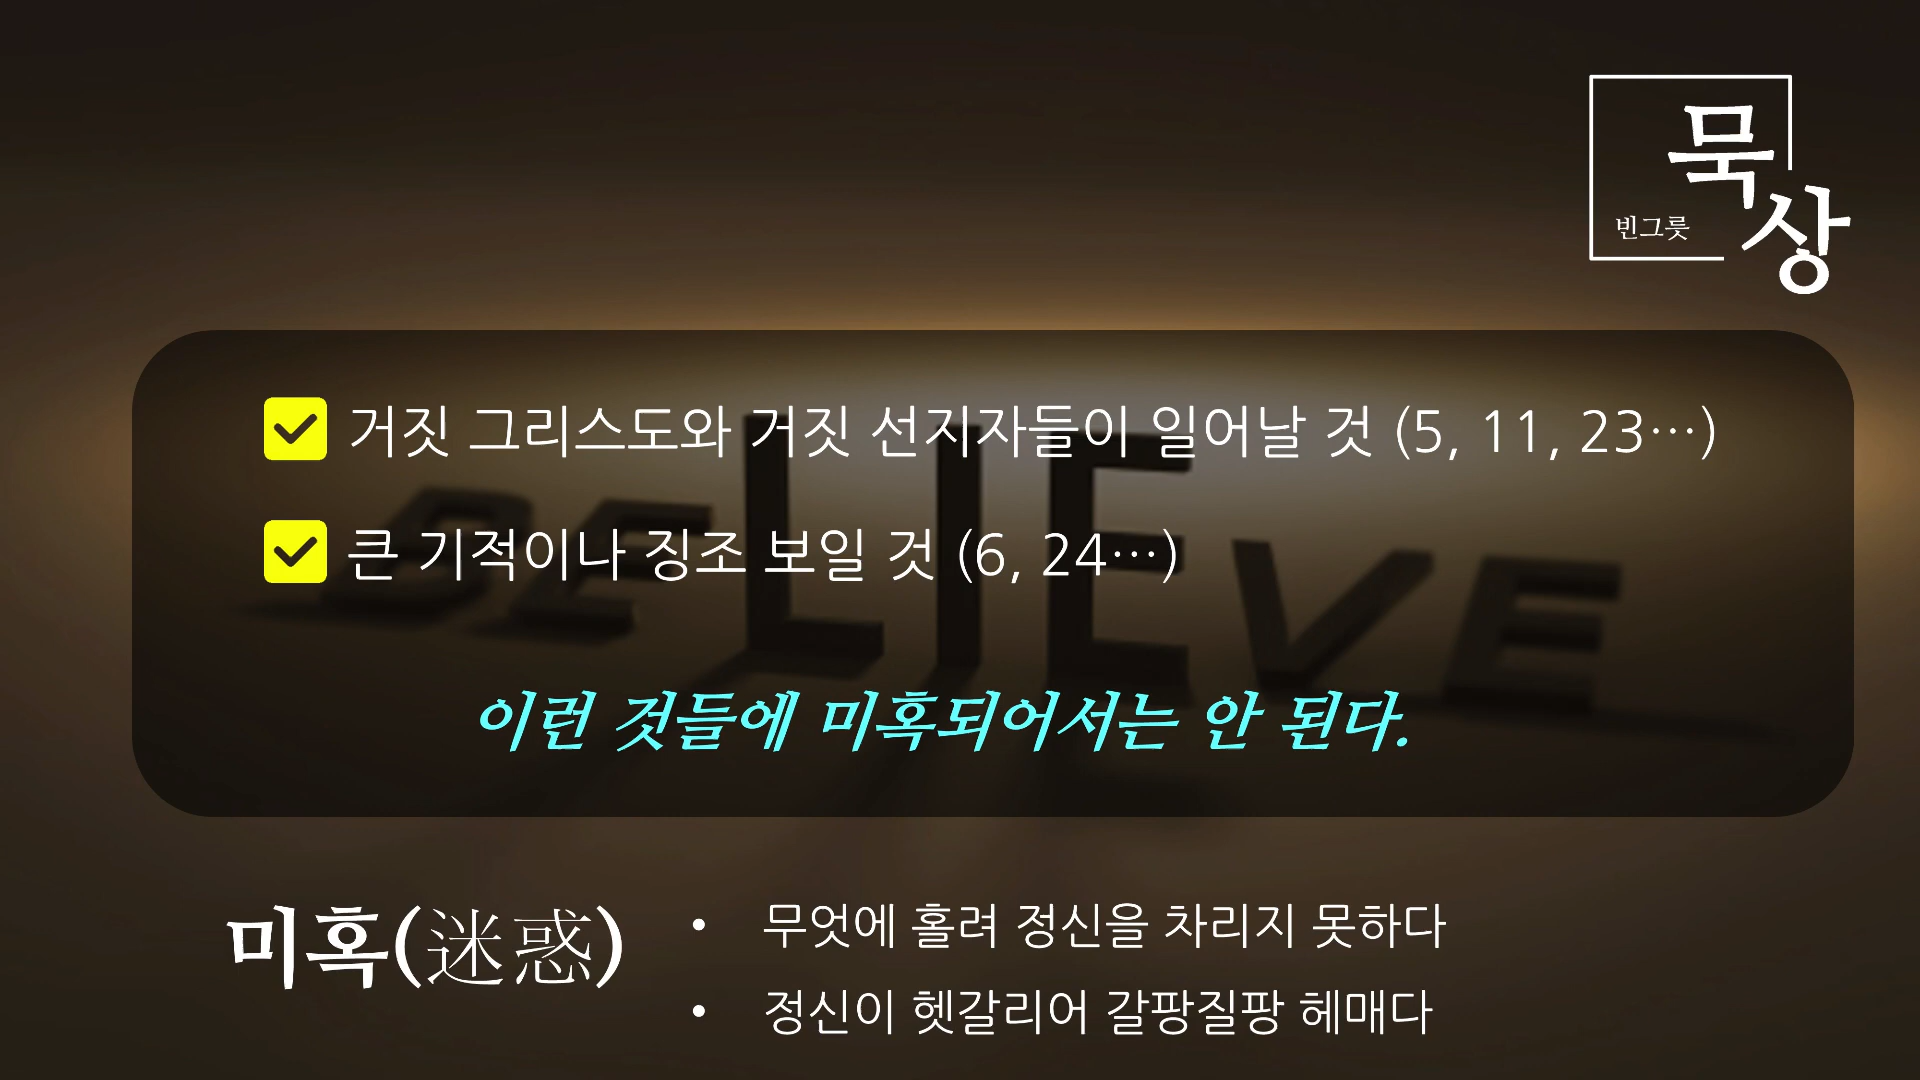 묵상
빈그릇
거짓 그리스도와 거짓 선지자들이 일어날 것 (5, 11, 23…)
큰 기적이나 징조 보일 것 (6, 24…)
BELIEVE
이런 것들에 미혹되어서는 안 된다.
미혹(迷惑)
• 무엇에 홀려 정신을 차리지 못하다
• 정신이 헷갈리어 갈팡질팡 헤매다